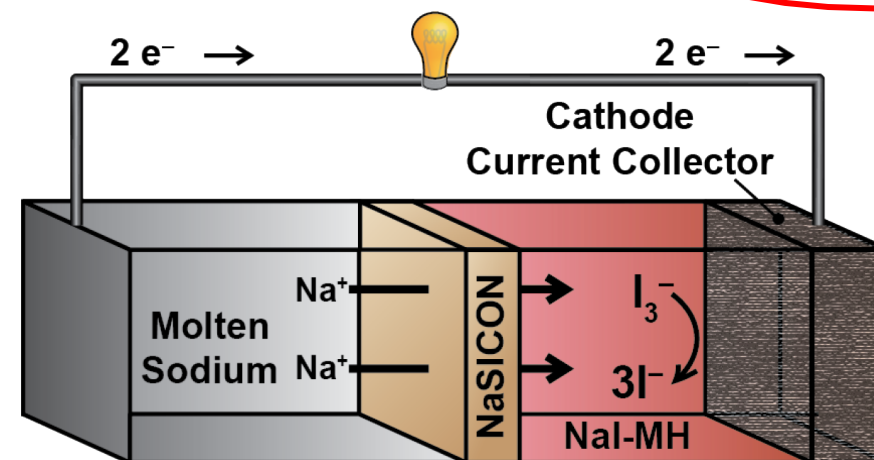 2 e⁻ → 2 e⁻ →
Cathode
Current Collector
Na⁺
Molten
Sodium
Na⁺
NaSICON
I₃⁻
3I⁻
NaI-MH